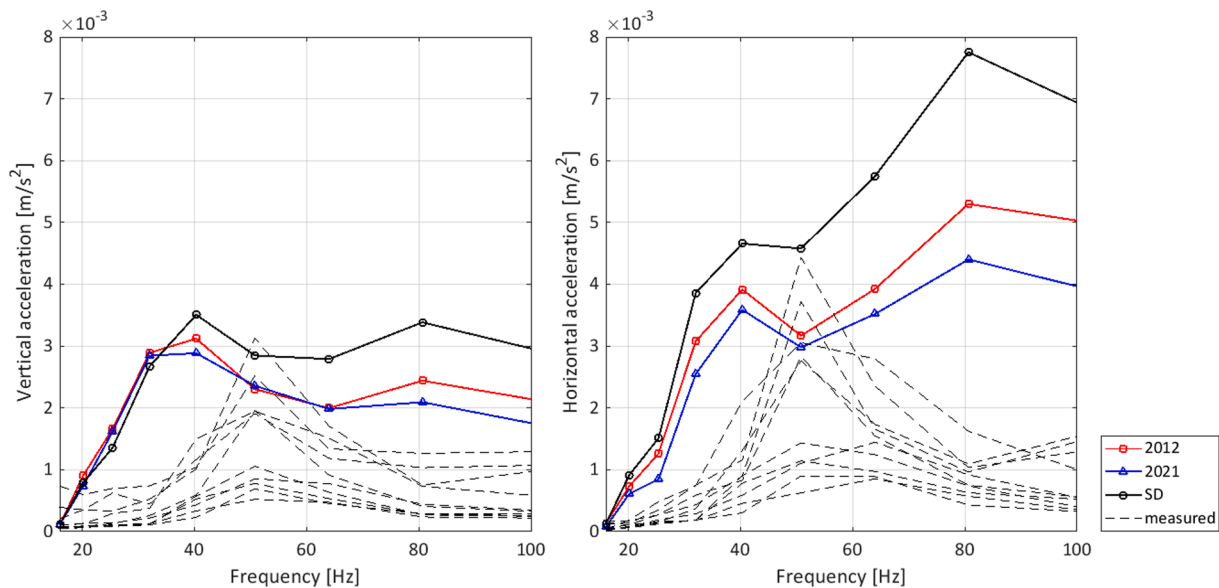 ×10⁻³
8
7
6
5
4
3
2
1
0
Vertical acceleration [m/s²]
20 40 60 80 100
Frequency [Hz]
×10⁻³
8
7
6
5
4
3
2
1
0
Horizontal acceleration [m/s²]
20 40 60 80 100
Frequency [Hz]
2012
2021
SD
measured